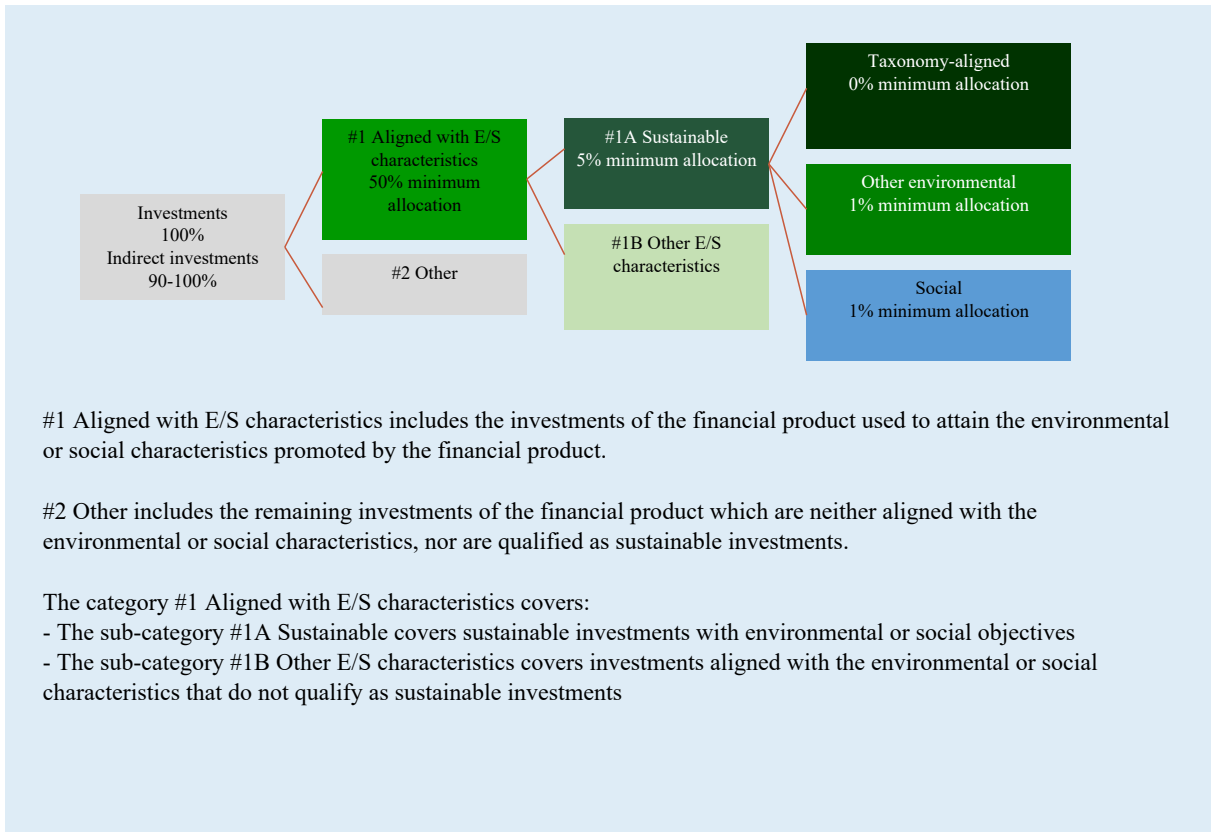 Taxonomy-aligned
0% minimum allocation
#1 Aligned with E/S
characteristics
50% minimum
allocation
#1A Sustainable
5% minimum allocation
Other environmental
1% minimum allocation
Investments
100%
Indirect investments
90-100%
#2 Other
#1B Other E/S
characteristics
Social
1% minimum allocation
#1 Aligned with E/S characteristics includes the investments of the financial product used to attain the environmental
or social characteristics promoted by the financial product.
#2 Other includes the remaining investments of the financial product which are neither aligned with the
environmental or social characteristics, nor are qualified as sustainable investments.
The category #1 Aligned with E/S characteristics covers:
- The sub-category #1A Sustainable covers sustainable investments with environmental or social objectives
- The sub-category #1B Other E/S characteristics covers investments aligned with the environmental or social
characteristics that do not qualify as sustainable investments